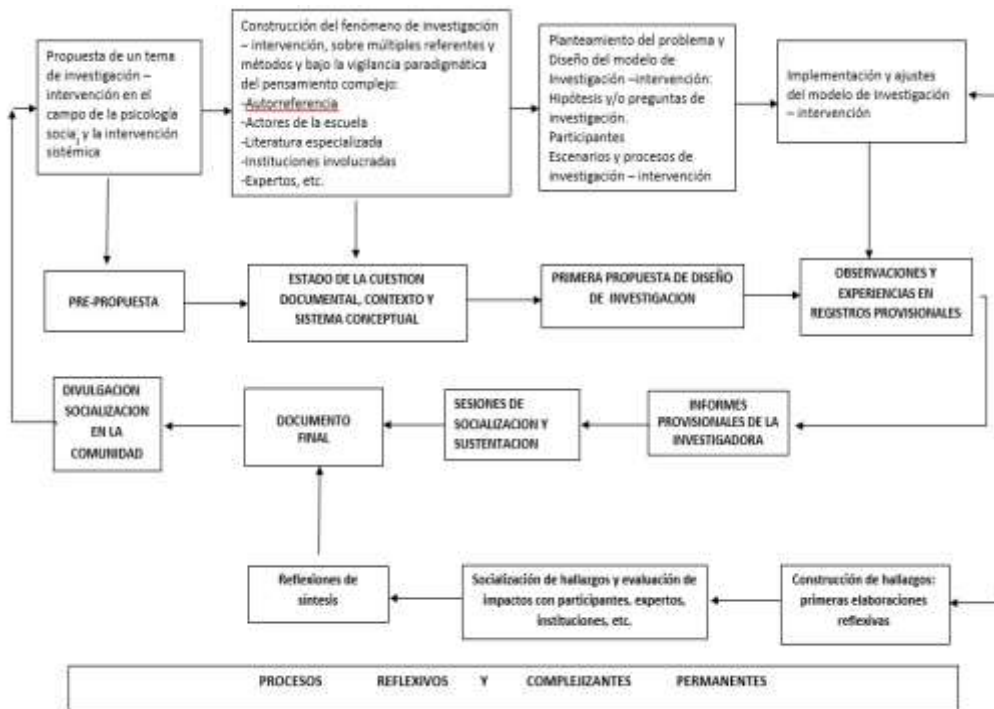 Propuesta de un tema
de investigación –
intervención en el
campo de la psicología
social y la intervención
sistémica
Construcción del fenómeno de investigación
– intervención, sobre múltiples referentes y
métodos y bajo la vigilancia paradigmática
del pensamiento complejo:
-Autorreferencia
-Actores de la escuela
-Literatura especializada
-Instituciones involucradas
-Expertos, etc.
Planteamiento del problema y
Diseño del modelo de
Investigación –intervención:
Hipótesis y/o preguntas de
investigación.
Participantes
Escenarios y procesos de
investigación – intervención
Implementación y ajustes
del modelo de investigación
– intervención
PRE-PROPUESTA
ESTADO DE LA CUESTION
DOCUMENTAL, CONTEXTO Y
SISTEMA CONCEPTUAL
PRIMERA PROPUESTA DE DISEÑO
DE INVESTIGACION
OBSERVACIONES Y
EXPERIENCIAS EN
REGISTROS PROVISIONALES
DIVULGACION
SOCIALIZACION
EN LA
COMUNIDAD
DOCUMENTO
FINAL
SESIONES DE
SOCIALIZACION Y
SUSTENTACION
INFORMES
PROVISIONALES DE LA
INVESTIGADORA
Reflexiones de
síntesis
Socialización de hallazgos y evaluación de
impactos con participantes, expertos,
instituciones, etc.
Construcción de hallazgos:
primeras elaboraciones
reflexivas
PROCESOS REFLEXIVOS Y COMPLEJIZANTES PERMANENTES